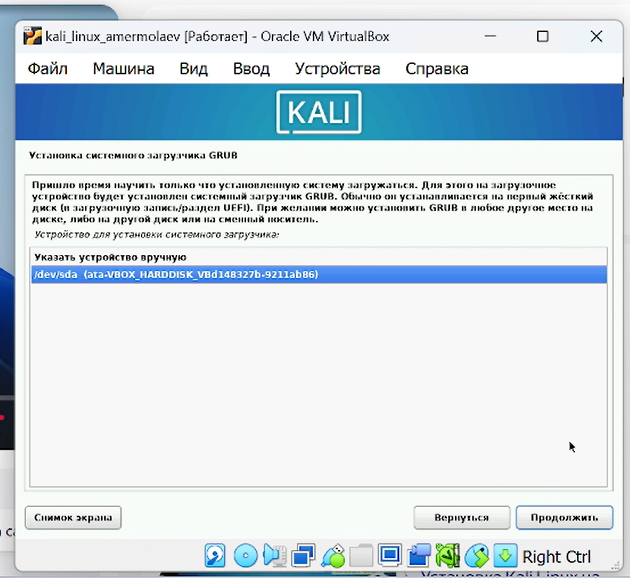 kali_linux_amermolaev [Работает] - Oracle VM VirtualBox
Файл Машина Вид Ввод Устройства Справка
KALI
Установка системного загрузчика GRUB
Пришло время научить только что установленную систему загружаться. Для этого на загрузочное
устройство будет установлен системный загрузчик GRUB. Обычно он устанавливается на первый жёсткий
диск (в загрузочную запись/раздел UEFI). При желании можно установить GRUB в любое другое место на
диске, либо на другой диск или на сменный носитель.
Устройство для установки системного загрузчика:
Указать устройство вручную
/dev/sda (ata-VBOX_HARDDISK_VBd148327b-9211ab86)
Снимок экрана Вернуться Продолжить
Right Ctrl
Установка Kali Linux на